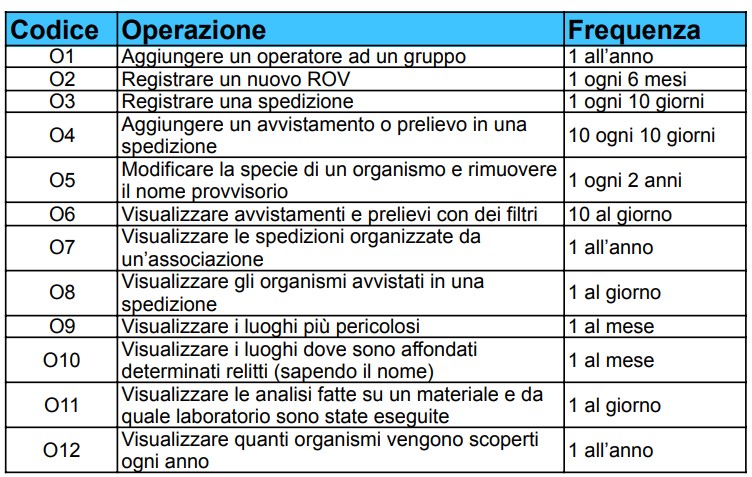 Codice Operazione Frequenza
O1 Aggiungere un operatore ad un gruppo 1 all’anno
O2 Registrare un nuovo ROV 1 ogni 6 mesi
O3 Registrare una spedizione 1 ogni 10 giorni
O4 Aggiungere un avvistamento o prelievo in una
spedizione 10 ogni 10 giorni
O5 Modificare la specie di un organismo e rimuovere
il nome provvisorio 1 ogni 2 anni
O6 Visualizzare avvistamenti e prelievi con dei filtri 10 al giorno
O7 Visualizzare le spedizioni organizzate da
un’associazione 1 all’anno
O8 Visualizzare gli organismi avvistati in una
spedizione 1 al giorno
O9 Visualizzare i luoghi più pericolosi 1 al mese
O10 Visualizzare i luoghi dove sono affondati
determinati relitti (sapendo il nome) 1 al mese
O11 Visualizzare le analisi fatte su un materiale e da
quale laboratorio sono state eseguite 1 al giorno
O12 Visualizzare quanti organismi vengono scoperti
ogni anno 1 all’anno